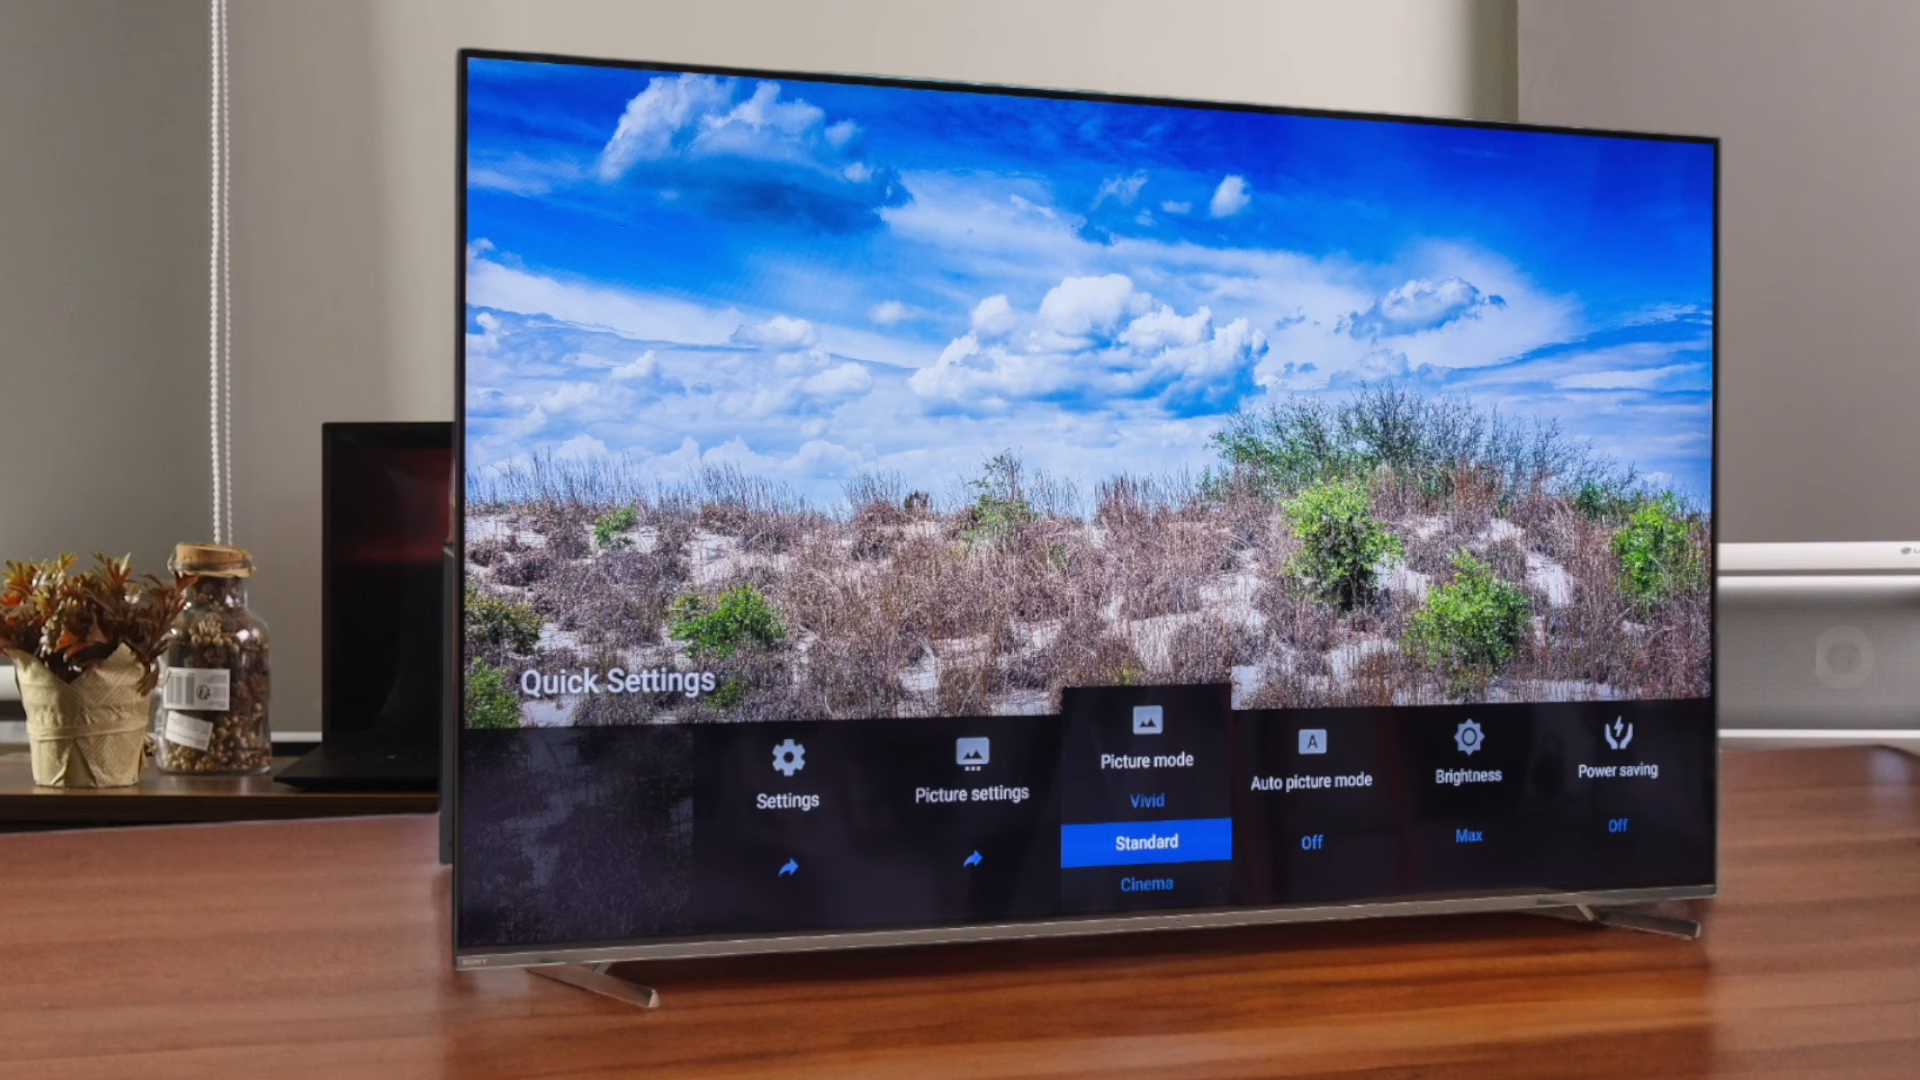 Quick Settings
Settings
Picture settings
Picture mode
Vivid
Standard
Cinema
A
Auto picture mode
Off
Brightness
Max
Power saving
Off
SONY